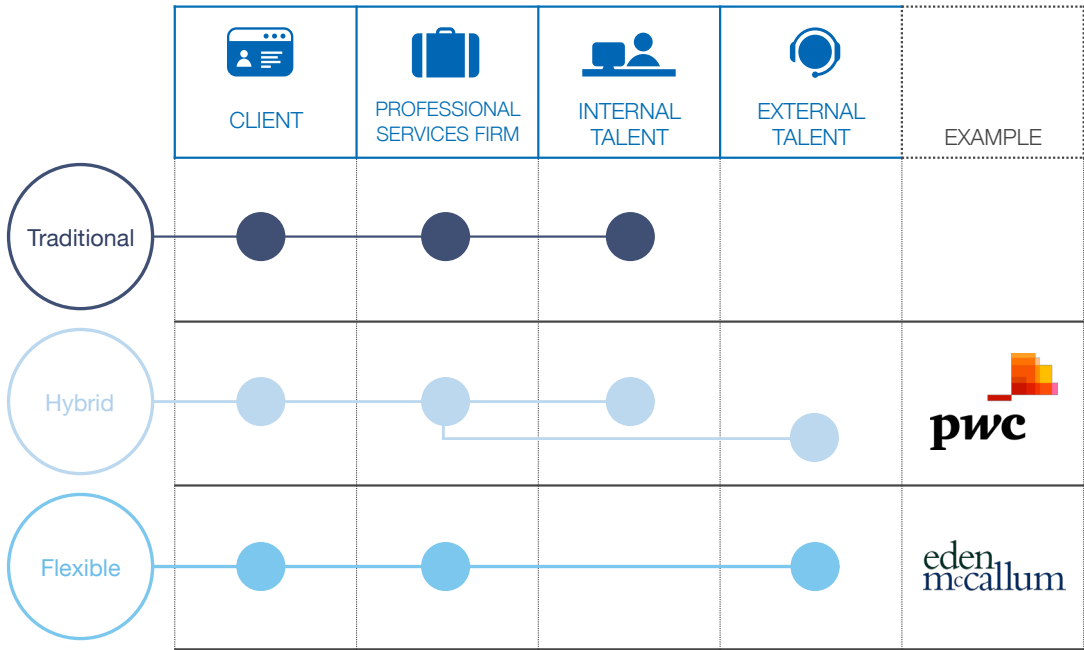 CLIENT
PROFESSIONAL
SERVICES FIRM
INTERNAL
TALENT
EXTERNAL
TALENT
EXAMPLE
Traditional
Hybrid
pwc
Flexible
eden
mccallum